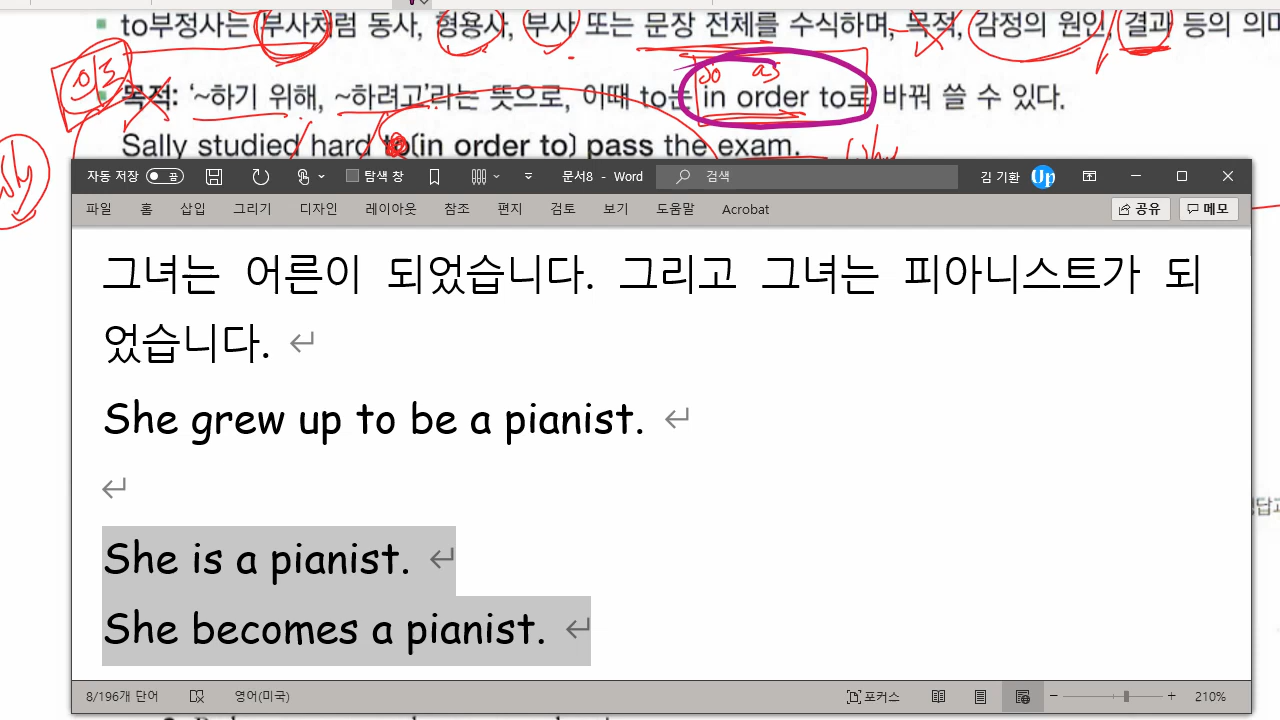 to부정사는 부사처럼 동사, 형용사, 부사 또는 문장 전체를 수식하며, 목적, 감정의 원인, 결과 등의 의미
의도
so as
목적: ‘~하기 위해, ~하려고’라는 뜻으로, 이때 to는 in order to로 바꿔 쓸 수 있다.
Sally studied hard to(in order to) pass the exam.
why
자동 저장 문서8 - Word 검색 김 기환 Up
탐색 창
파일 홈 삽입 그리기 디자인 레이아웃 참조 편지 검토 보기 도움말 Acrobat 공유 메모
그녀는 어른이 되었습니다. 그리고 그녀는 피아니스트가 되
었습니다.
She grew up to be a pianist.
She is a pianist.
She becomes a pianist.
8/196개 단어 영어(미국) 포커스 210%